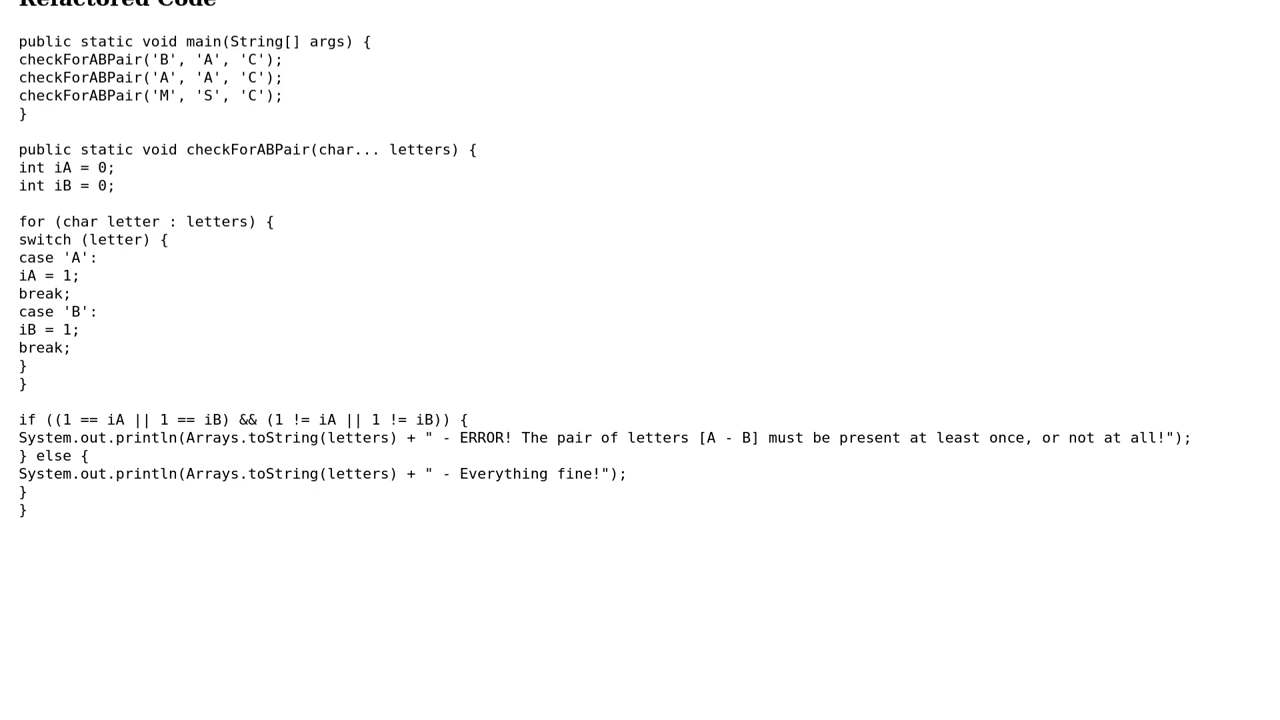 Refactored Code
public static void main(String[] args) {
checkForABPair('B', 'A', 'C');
checkForABPair('A', 'A', 'C');
checkForABPair('M', 'S', 'C');
}
public static void checkForABPair(char... letters) {
int iA = 0;
int iB = 0;
for (char letter : letters) {
switch (letter) {
case 'A':
iA = 1;
break;
case 'B':
iB = 1;
break;
}
}
if ((1 == iA || 1 == iB) && (1 != iA || 1 != iB)) {
System.out.println(Arrays.toString(letters) + " - ERROR! The pair of letters [A - B] must be present at least once, or not at all!");
} else {
System.out.println(Arrays.toString(letters) + " - Everything fine!");
}
}